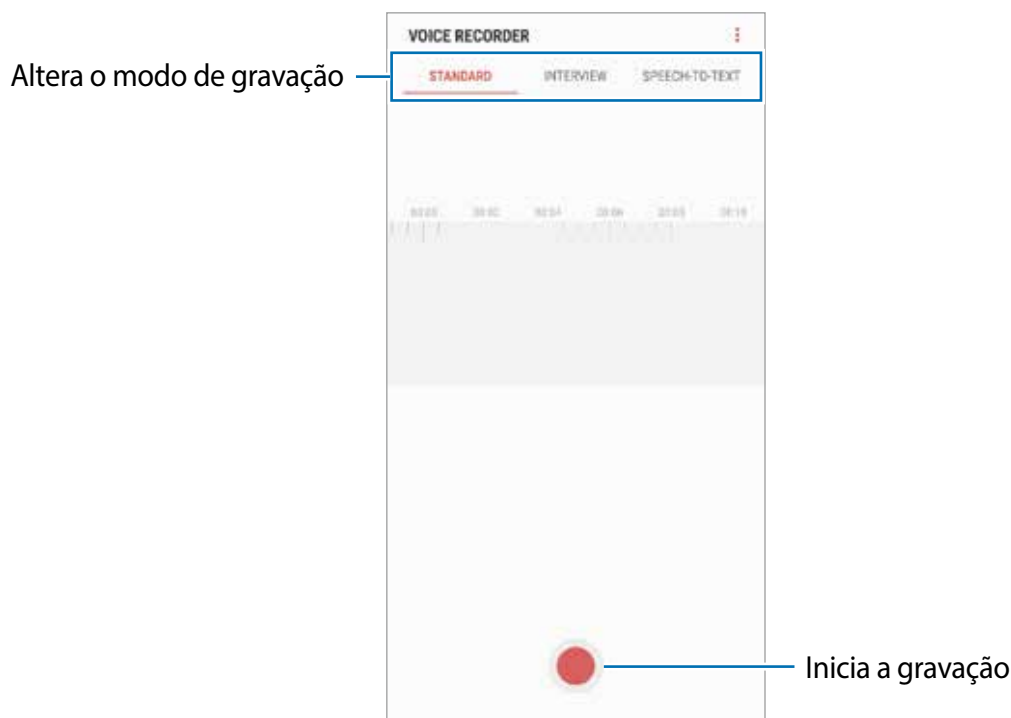 VOICE RECORDER
Altera o modo de gravação
STANDARD INTERVIEW SPEECH-TO-TEXT
Inicia a gravação